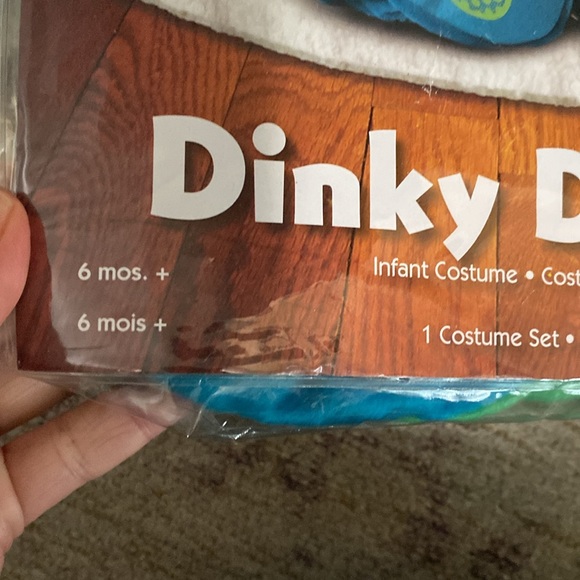 Dinky D
6 mos. + Infant Costume • Cost
6 mois + 1 Costume Set •